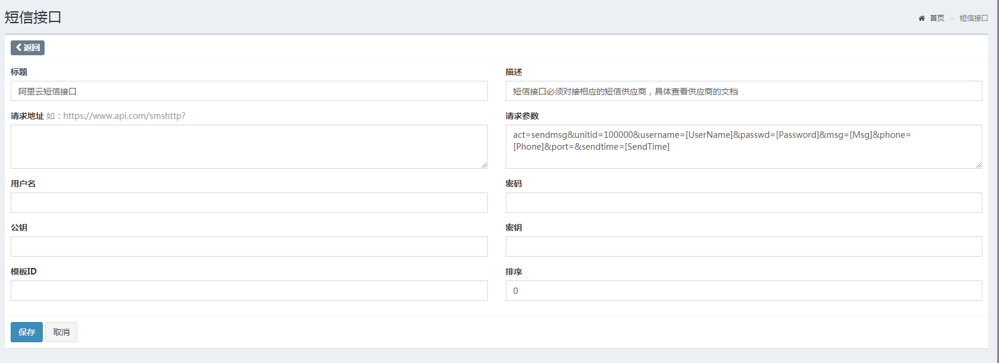 短信接口
首页 > 短信接口
返回
标题
阿里云短信接口
描述
短信接口必须对接相应的短信供应商，具体查看供应商的文档
请求地址 如：https://www.api.com/smshttp?
请求参数
act=sendmsg&unitid=100000&username=[UserName]&passwd=[Password]&msg=[Msg]&phone=
[Phone]&port=&sendtime=[SendTime]
用户名
密码
公钥
密钥
模板ID
排序
0
保存 取消